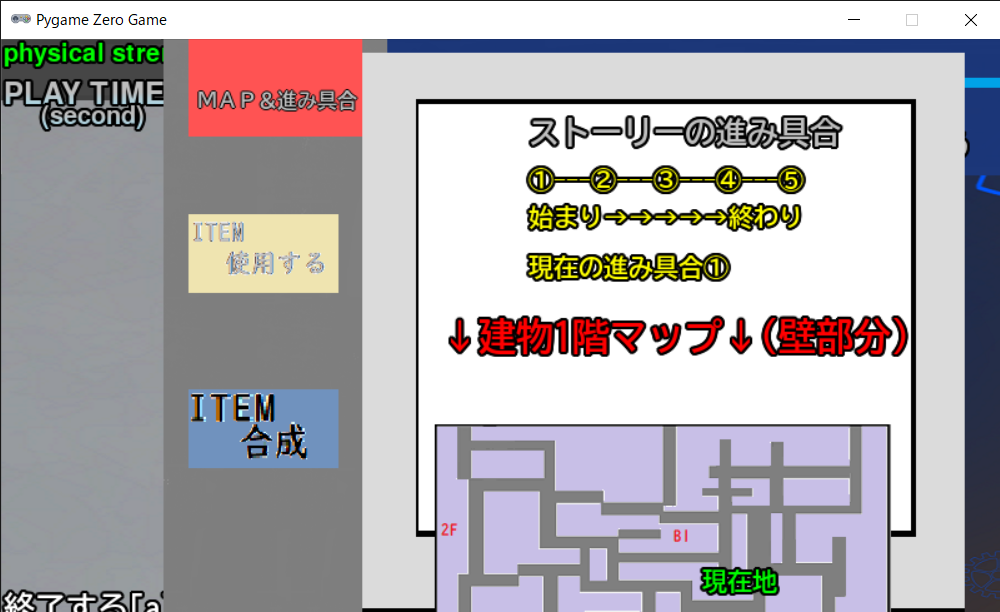 Pygame Zero Game
physical stre
PLAY TIME
(second)
MAP&進み具合
ITEM
使用する
ITEM
合成
ストーリーの進み具合
①----②----③----④----⑤
始まり→→→→→終わり
現在の進み具合①
↓建物1階マップ↓(壁部分)
2F
B1
現在地
終了する「a